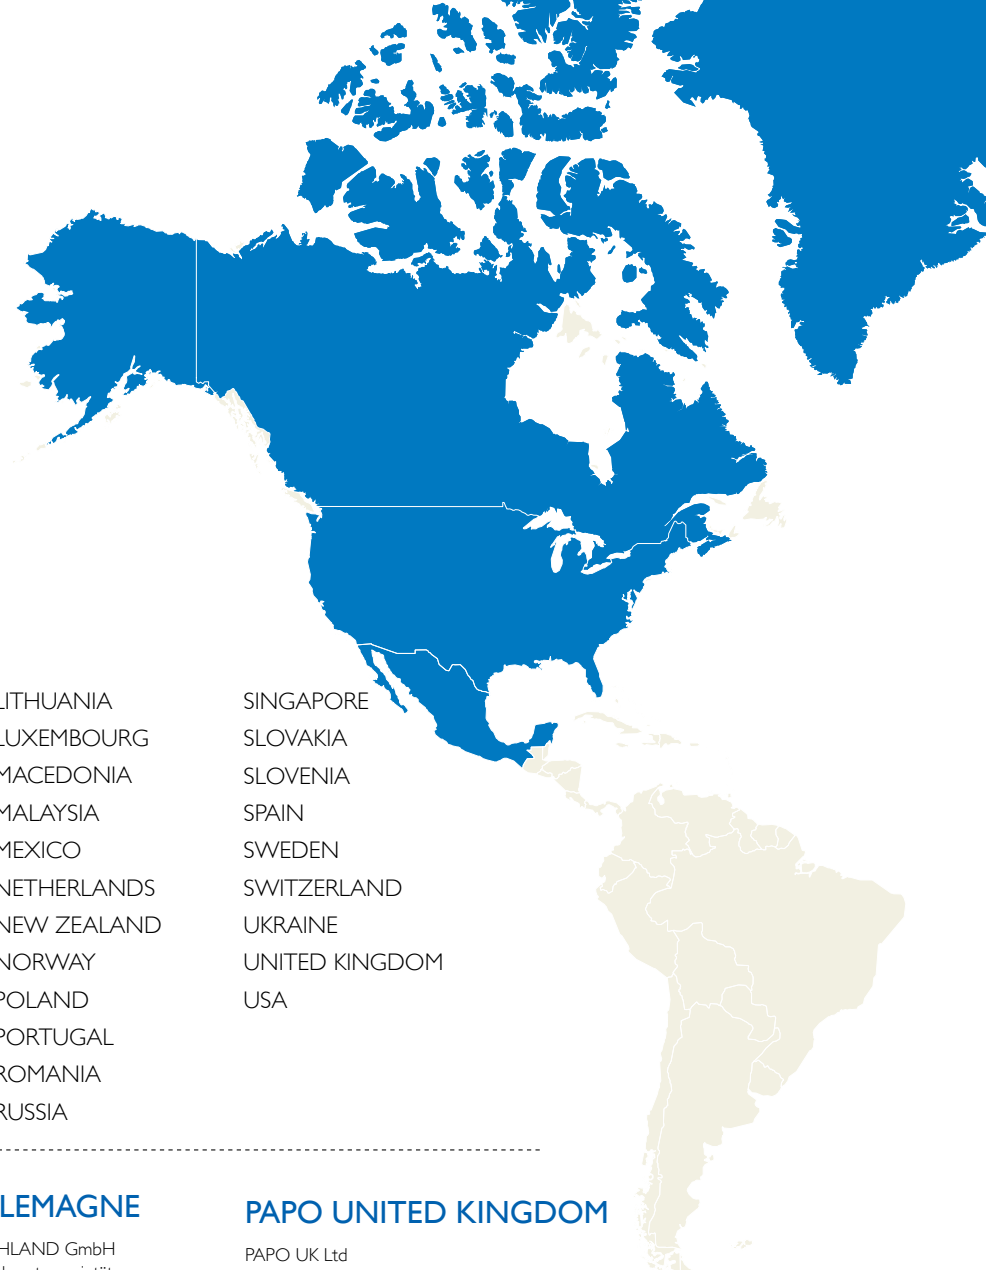 LITHUANIA
LUXEMBOURG
MACEDONIA
MALAYSIA
MEXICO
NETHERLANDS
NEW ZEALAND
NORWAY
POLAND
PORTUGAL
ROMANIA
RUSSIA
SINGAPORE
SLOVAKIA
SLOVENIA
SPAIN
SWEDEN
SWITZERLAND
UKRAINE
UNITED KINGDOM
USA
LEMAGNE
HLAND GmbH
PAPO UNITED KINGDOM
PAPO UK Ltd